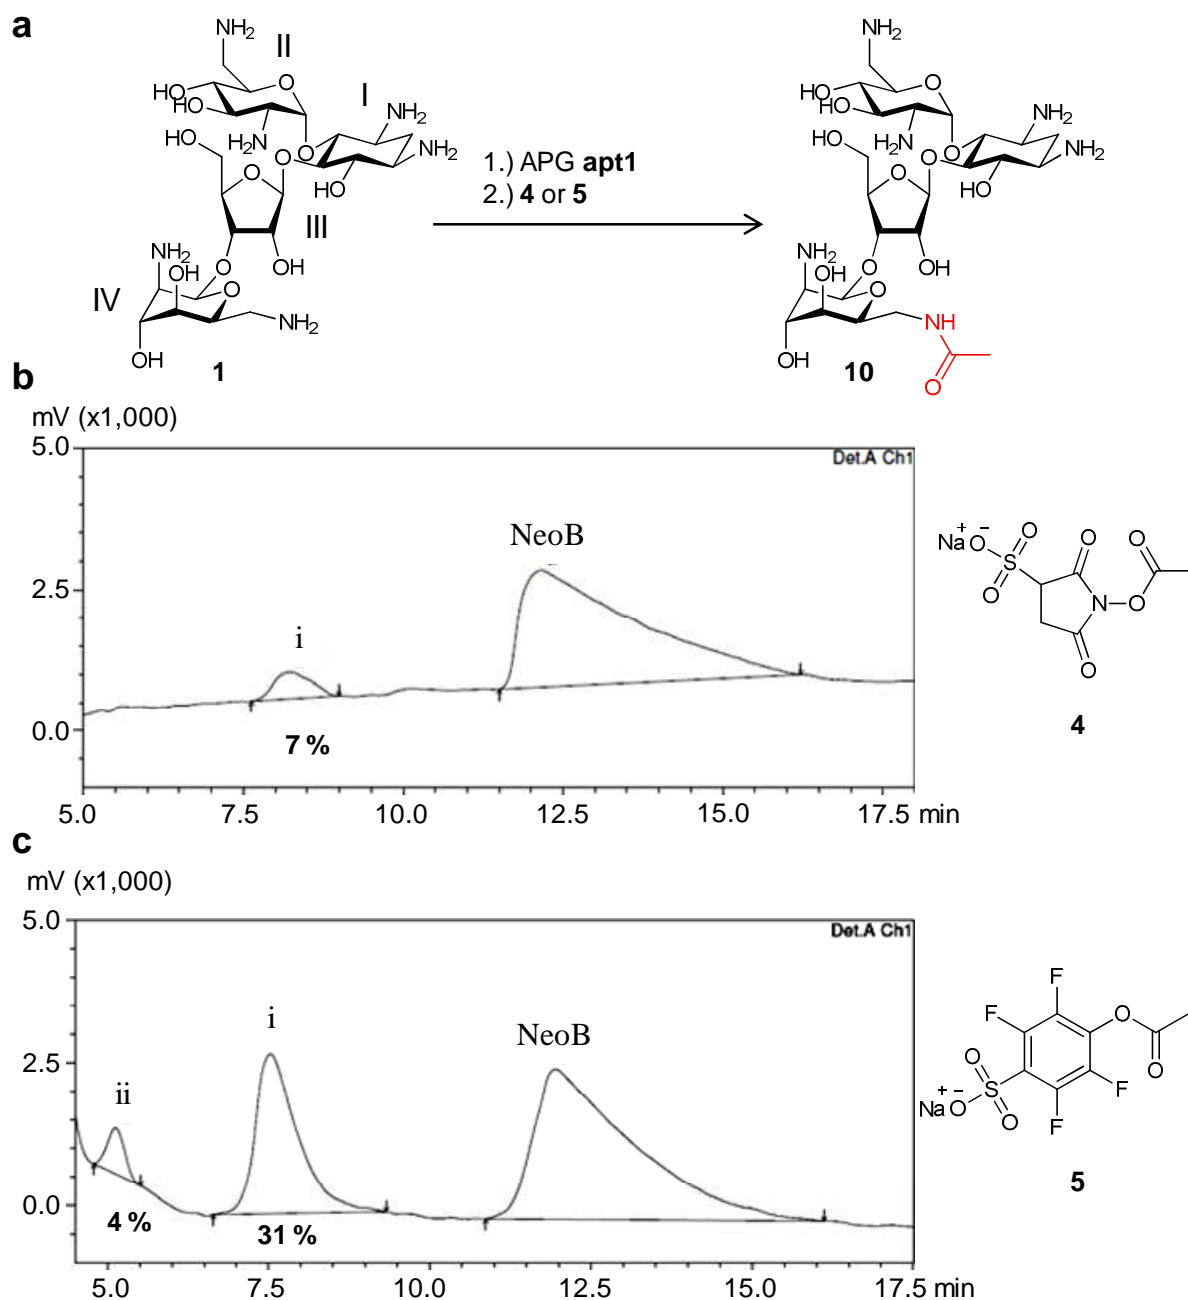 a
NH₂
II
O
HO
HO
I
NH₂
H₂N
O
O
NH₂
HO
O
HO
III
NH₂
OH
O
OH
IV
O
NH₂
OH
1
1.) APG apt1
2.) 4 or 5
NH₂
O
HO
HO
NH₂
H₂N
O
O
NH₂
HO
O
HO
NH₂
OH
O
OH
O
NH
OH
O
10
b
mV (x1,000)
5.0
Det.A Ch1
NeoB
2.5
i
0.0
7 %
5.0 7.5 10.0 12.5 15.0 17.5 min
Na⁺ ⁻O
O
S
O
O
O
N
O
O
4
c
mV (x1,000)
5.0
Det.A Ch1
i
NeoB
2.5
ii
0.0
4 %
31 %
5.0 7.5 10.0 12.5 15.0 17.5 min
F
F
O
O
O
S
Na⁺ ⁻O
O
F
F
5